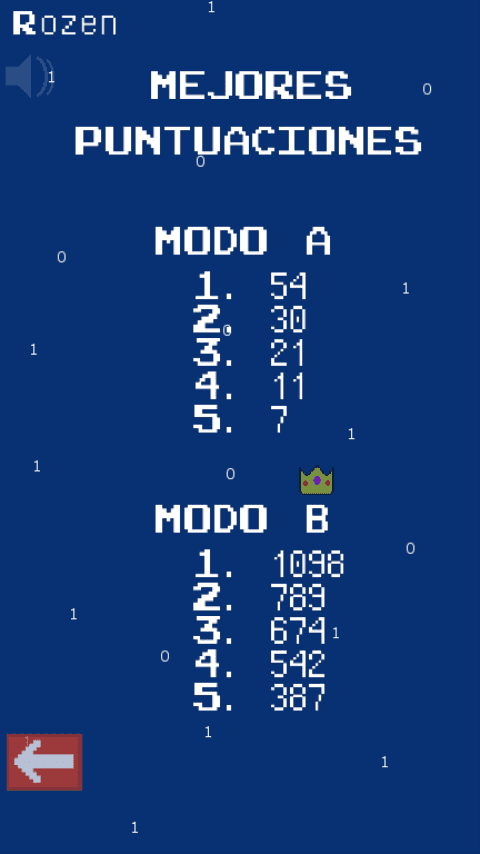 Rozen
MEJORES
PUNTUACIONES
MODO A
1. 54
2. 30
3. 21
4. 11
5. 7
MODO B
1. 1098
2. 789
3. 674
4. 542
5. 387